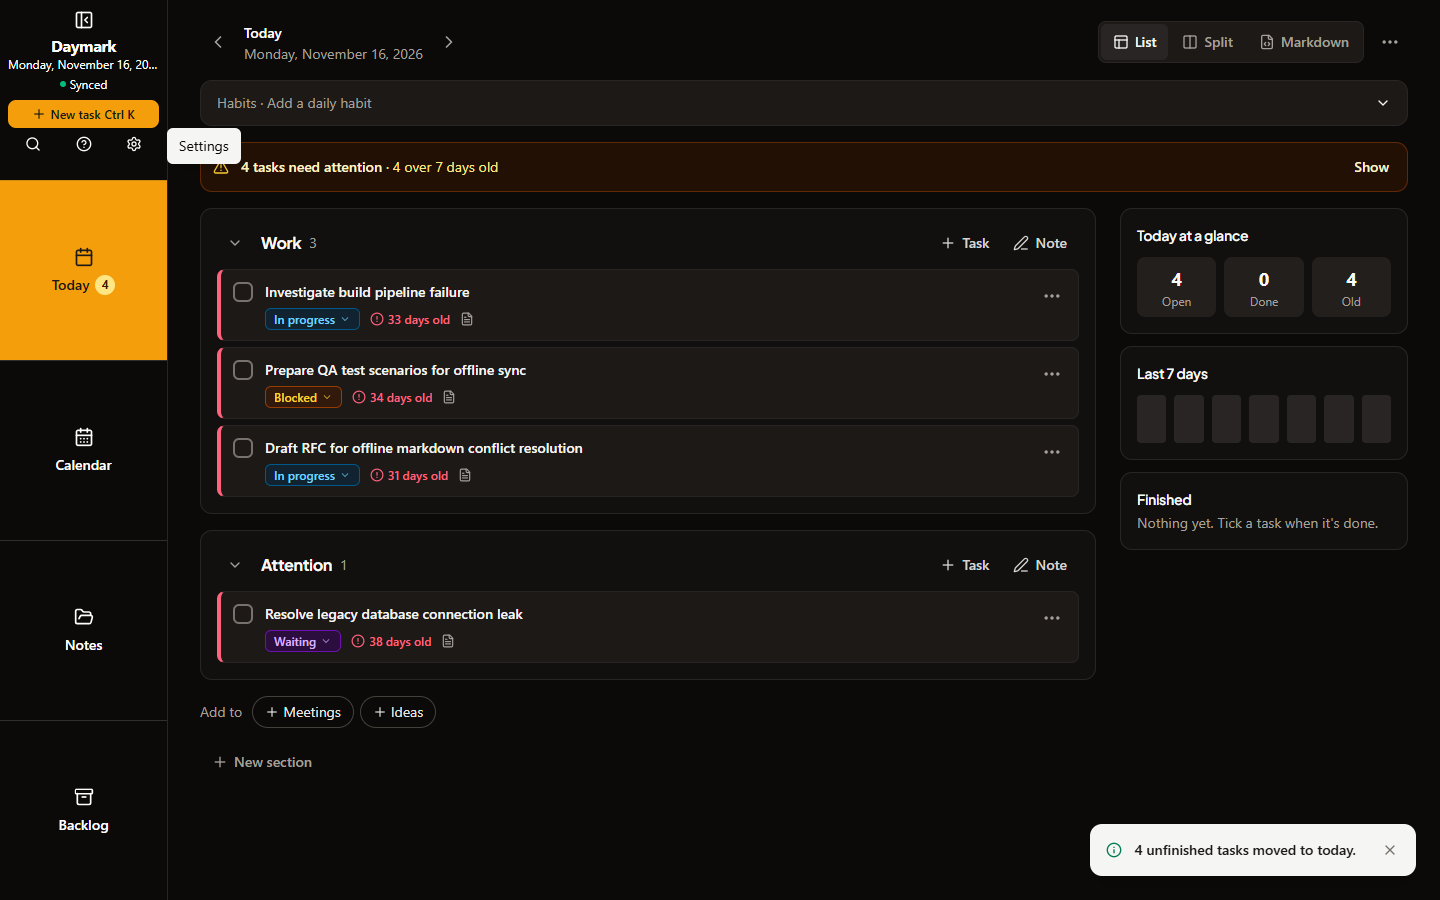 Daymark
Monday, November 16, 20...
Synced
New task Ctrl K
Settings
Today 4
Calendar
Notes
Backlog
Today
Monday, November 16, 2026
List
Split
Markdown
Habits · Add a daily habit
4 tasks need attention · 4 over 7 days old
Show
Work 3
Task
Note
Investigate build pipeline failure
In progress
33 days old
Prepare QA test scenarios for offline sync
Blocked
34 days old
Draft RFC for offline markdown conflict resolution
In progress
31 days old
Attention 1
Task
Note
Resolve legacy database connection leak
Waiting
38 days old
Add to
Meetings
Ideas
New section
Today at a glance
4
Open
0
Done
4
Old
Last 7 days
Finished
Nothing yet. Tick a task when it's done.
4 unfinished tasks moved to today.